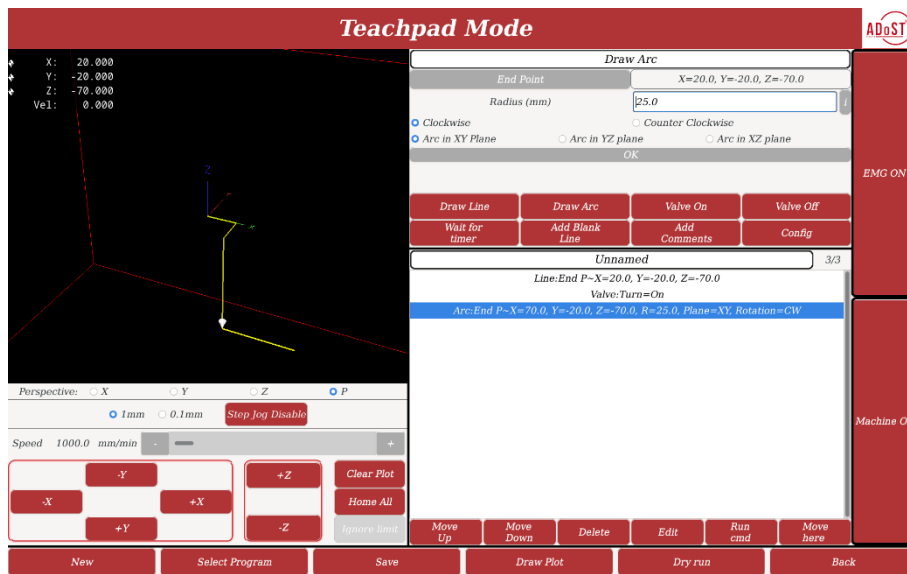 Teachpad Mode
ADoST
X: 20.000
Y: -20.000
Z: -70.000
Vel: 0.000
Z
X
Draw Arc
End Point
X=20.0, Y=-20.0, Z=-70.0
Radius (mm)
25.0
i
Clockwise
Counter Clockwise
Arc in XY Plane
Arc in YZ plane
Arc in XZ plane
OK
Draw Line
Draw Arc
Valve On
Valve Off
Wait for
timer
Add Blank
Line
Add
Comments
Config
Unnamed
3/3
Line:End P~X=20.0, Y=-20.0, Z=-70.0
Valve:Turn=On
Arc:End P~X=70.0, Y=-20.0, Z=-70.0, R=25.0, Plane=XY, Rotation=CW
EMG ON
Machine O
Perspective:
X
Y
Z
P
1mm
0.1mm
Step Jog Disable
Speed 1000.0 mm/min
-
+
-Y
-X
+X
+Y
+Z
-Z
Clear Plot
Home All
Ignore limit
Move
Up
Move
Down
Delete
Edit
Run
cmd
Move
here
New
Select Program
Save
Draw Plot
Dry run
Back